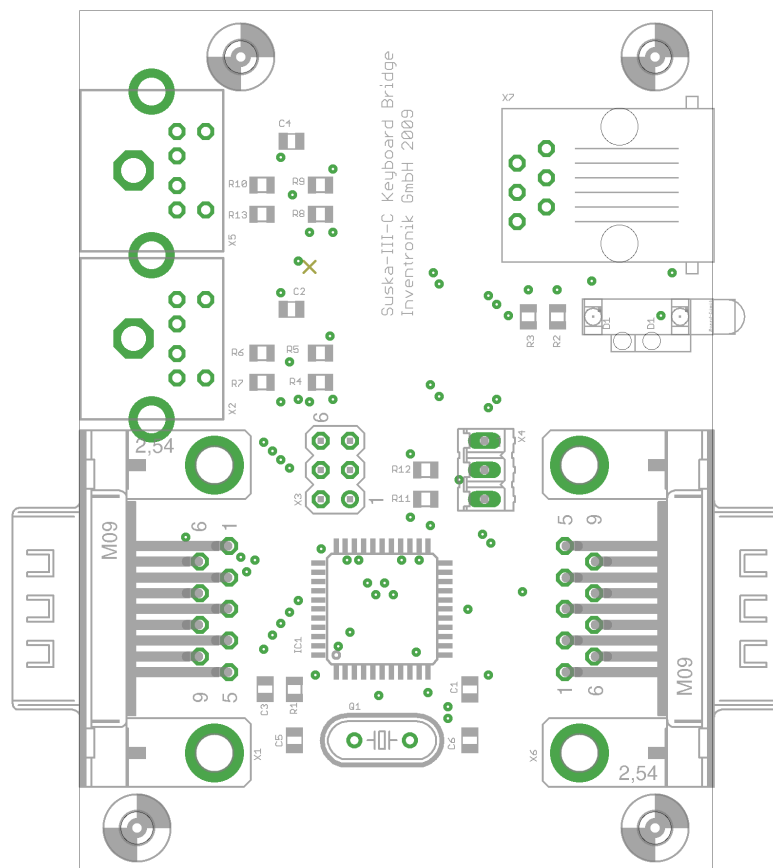 Suska-III-C Keyboard Bridge
Inventronik GmbH 2009
X7
C4
R10
R9
R13
R8
X5
C2
R3
R2
D1
D1
R6
R5
R7
R4
X2
6
X4
2,54
R12
X3
1
R11
M09
6
1
5
9
IC1
9
5
1
6
M09
C3
R1
Q1
C1
C5
C6
X1
X6
2,54